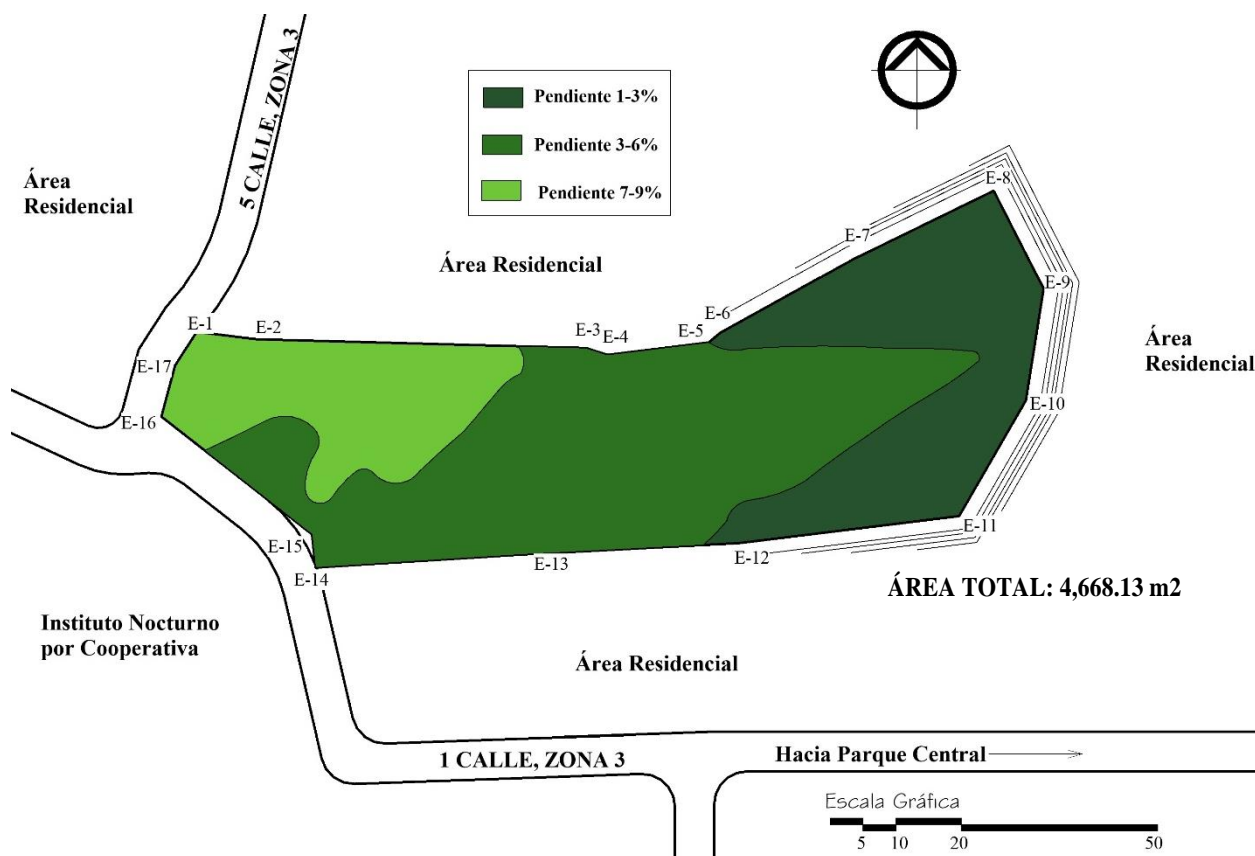 5 CALLE, ZONA 3
Pendiente 1-3%
Pendiente 3-6%
Pendiente 7-9%
Área
Residencial
Área Residencial
E-8
E-7
E-9
E-6
E-1
E-2
E-3
E-4
E-5
E-17
Área
Residencial
E-16
E-10
E-11
E-15
E-12
E-13
E-14
ÁREA TOTAL: 4,668.13 m2
Instituto Nocturno
por Cooperativa
Área Residencial
1 CALLE, ZONA 3
Hacia Parque Central
Escala Gráfica
5 10 20 50